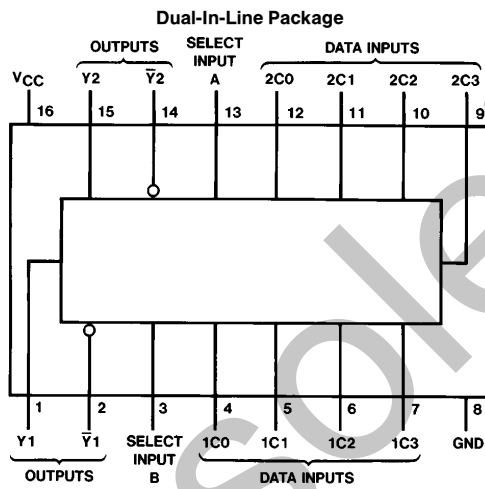 Dual-In-Line Package
OUTPUTS SELECT INPUT A DATA INPUTS
VCC Y2 Y̅2 2C0 2C1 2C2 2C3
16 15 14 13 12 11 10 9
1 2 3 4 5 6 7 8
Y1 Y̅1 SELECT INPUT B 1C0 1C1 1C2 1C3 GND
OUTPUTS DATA INPUTS
sole